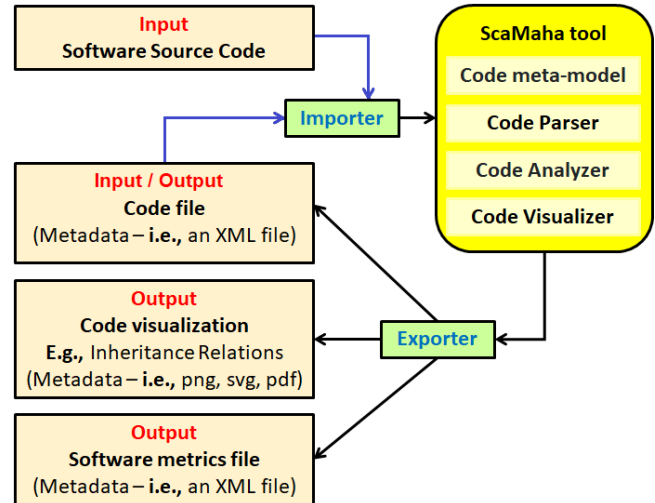 Input
Software Source Code
ScaMaha tool
Code meta-model
Code Parser
Code Analyzer
Code Visualizer
Importer
Input / Output
Code file
(Metadata – i.e., an XML file)
Output
Code visualization
E.g., Inheritance Relations
(Metadata – i.e., png, svg, pdf)
Exporter
Output
Software metrics file
(Metadata – i.e., an XML file)